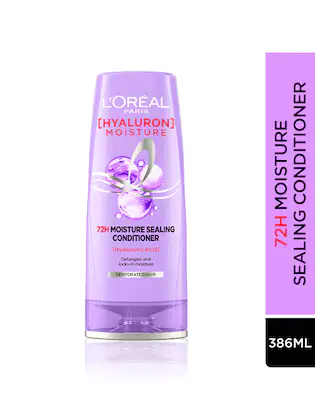 L'ORÉAL
PARIS
[HYALURON]
MOISTURE
72H MOISTURE SEALING
CONDITIONER
[Hyaluronic Acid]
Detangles and
locks-in moisture
DEHYDRATED HAIR
72H MOISTURE
SEALING CONDITIONER
386ML